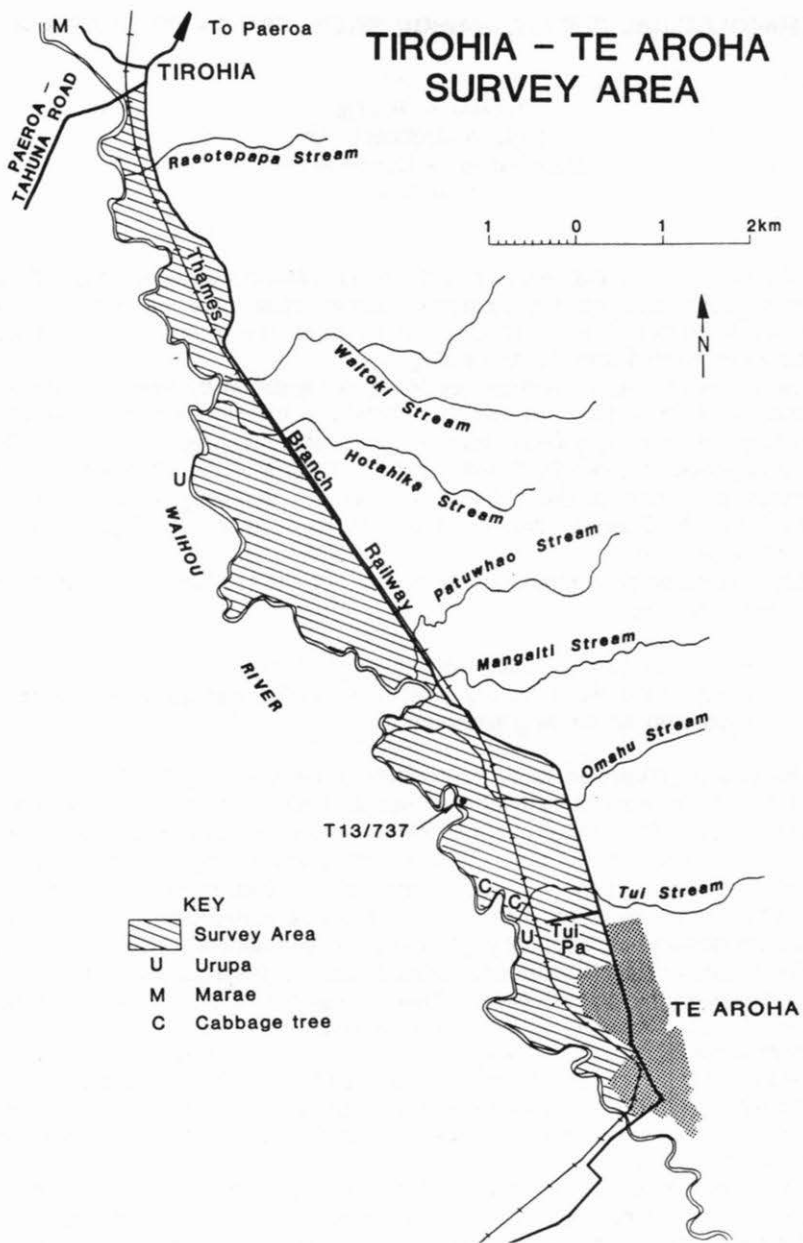 TIROHIA – TE AROHA
SURVEY AREA
M
To Paeroa
TIROHIA
PAEROA –
TAHUNA ROAD
Raeotepapa Stream
1 0 1 2km
N
Thames
Waitoki Stream
Branch
Hotahika Stream
U
WAIHOU
Railway
Patuwhao Stream
Mangaiti Stream
RIVER
Omahu Stream
T13/737
C C
Tui Stream
U
Tui
Pa
TE AROHA
KEY
Survey Area
U Urupa
M Marae
C Cabbage tree